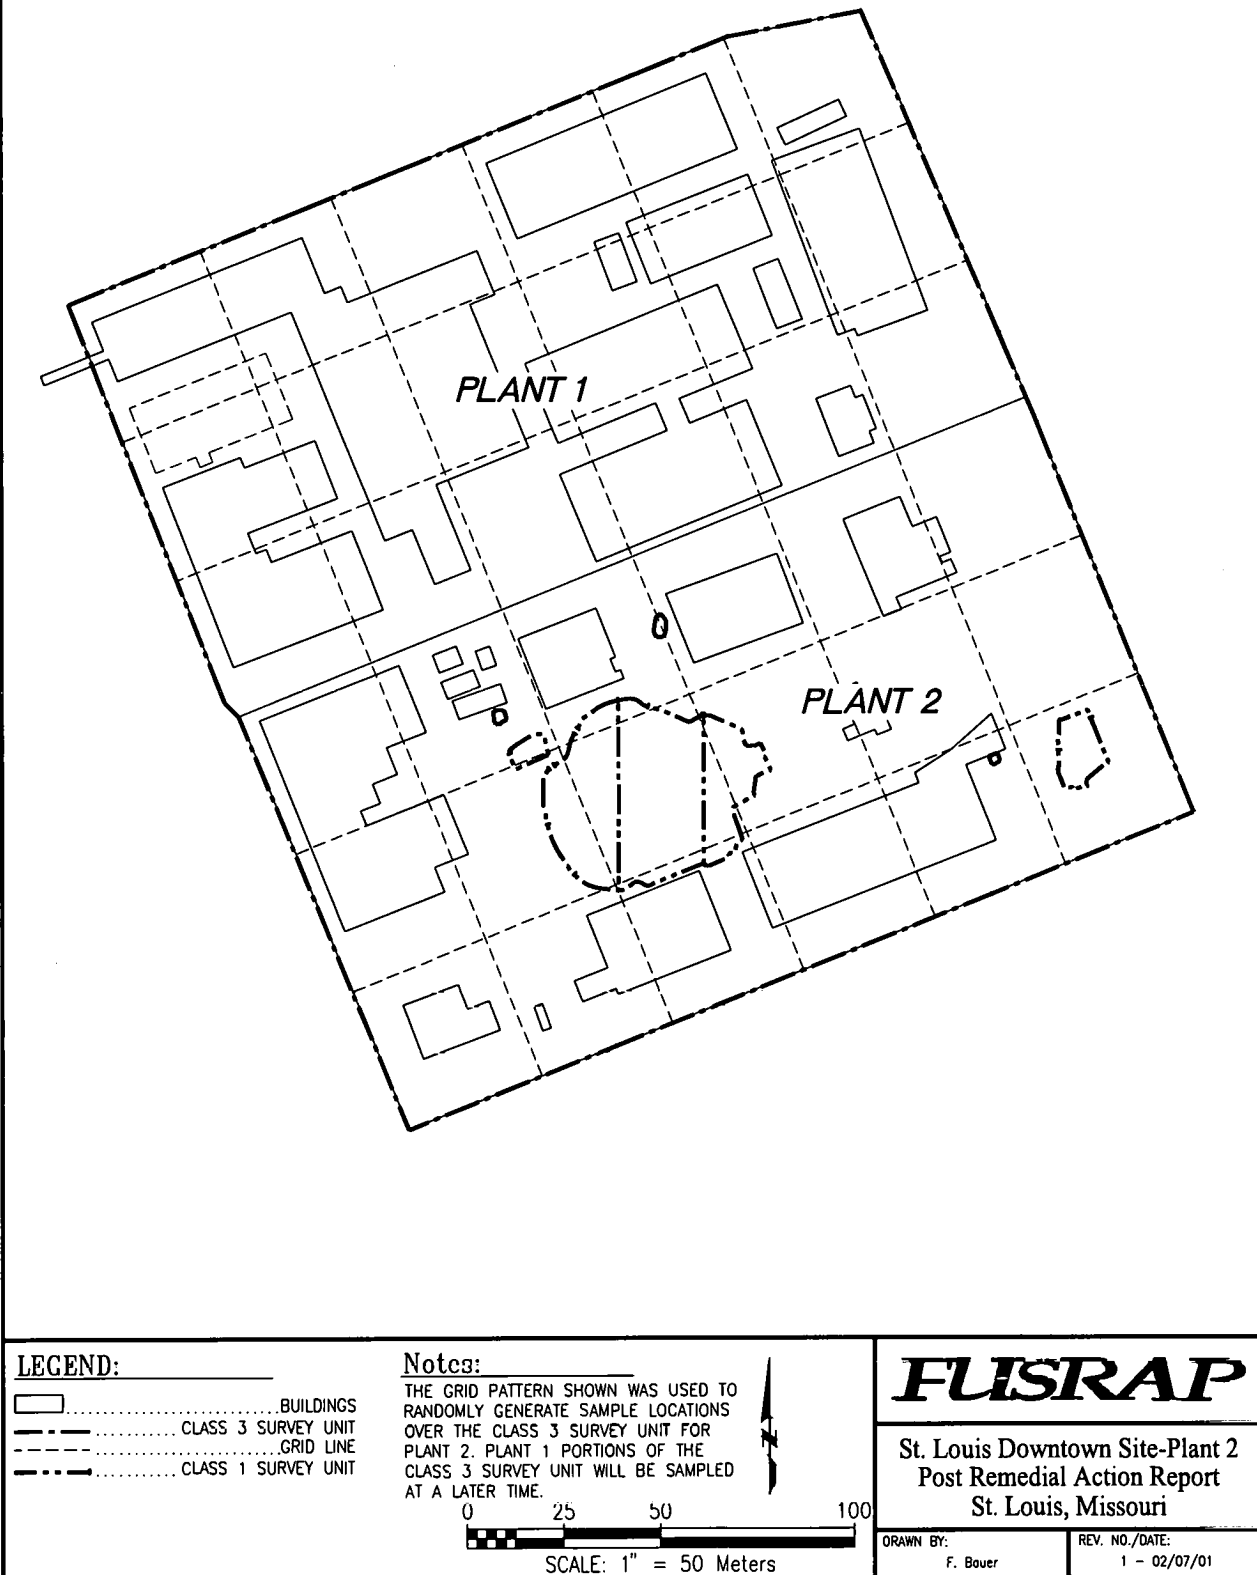 PLANT 1
PLANT 2
LEGEND:
BUILDINGS
CLASS 3 SURVEY UNIT
GRID LINE
CLASS 1 SURVEY UNIT
Notes:
THE GRID PATTERN SHOWN WAS USED TO
RANDOMLY GENERATE SAMPLE LOCATIONS
OVER THE CLASS 3 SURVEY UNIT FOR
PLANT 2. PLANT 1 PORTIONS OF THE
CLASS 3 SURVEY UNIT WILL BE SAMPLED
AT A LATER TIME.
N
0 25 50 100
SCALE: 1" = 50 Meters
FUSRAP
St. Louis Downtown Site-Plant 2
Post Remedial Action Report
St. Louis, Missouri
DRAWN BY:
F. Bauer
REV. NO./DATE:
1 - 02/07/01